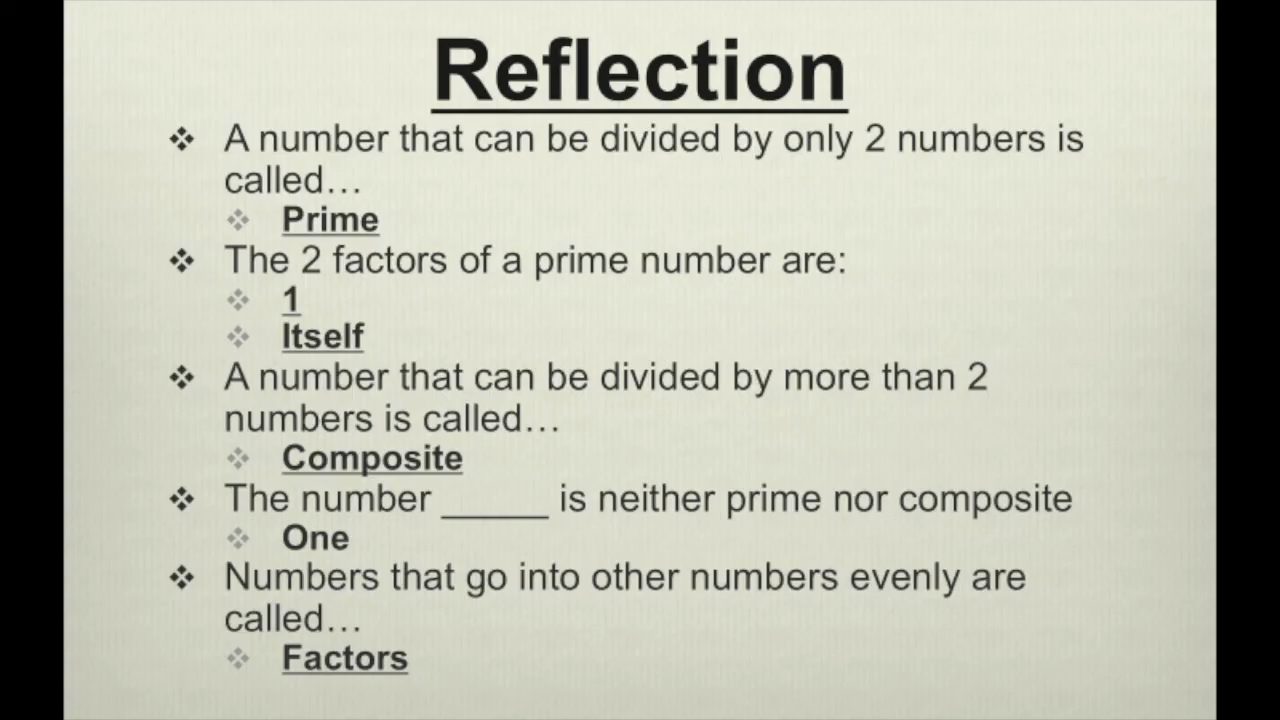 Reflection
❖ A number that can be divided by only 2 numbers is
called…
❖ Prime
❖ The 2 factors of a prime number are:
❖ 1
❖ Itself
❖ A number that can be divided by more than 2
numbers is called…
❖ Composite
❖ The number _____ is neither prime nor composite
❖ One
❖ Numbers that go into other numbers evenly are
called…
❖ Factors